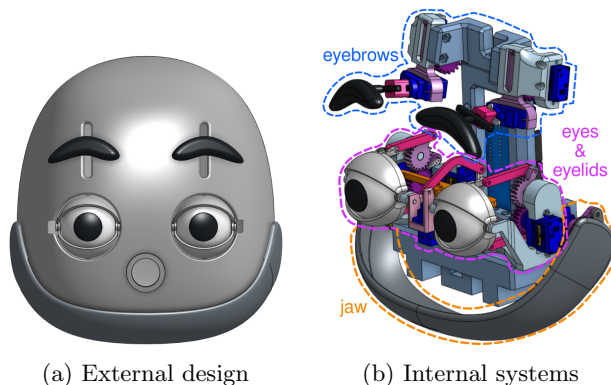 eyebrows
eyes
&
eyelids
jaw
(a) External design
(b) Internal systems